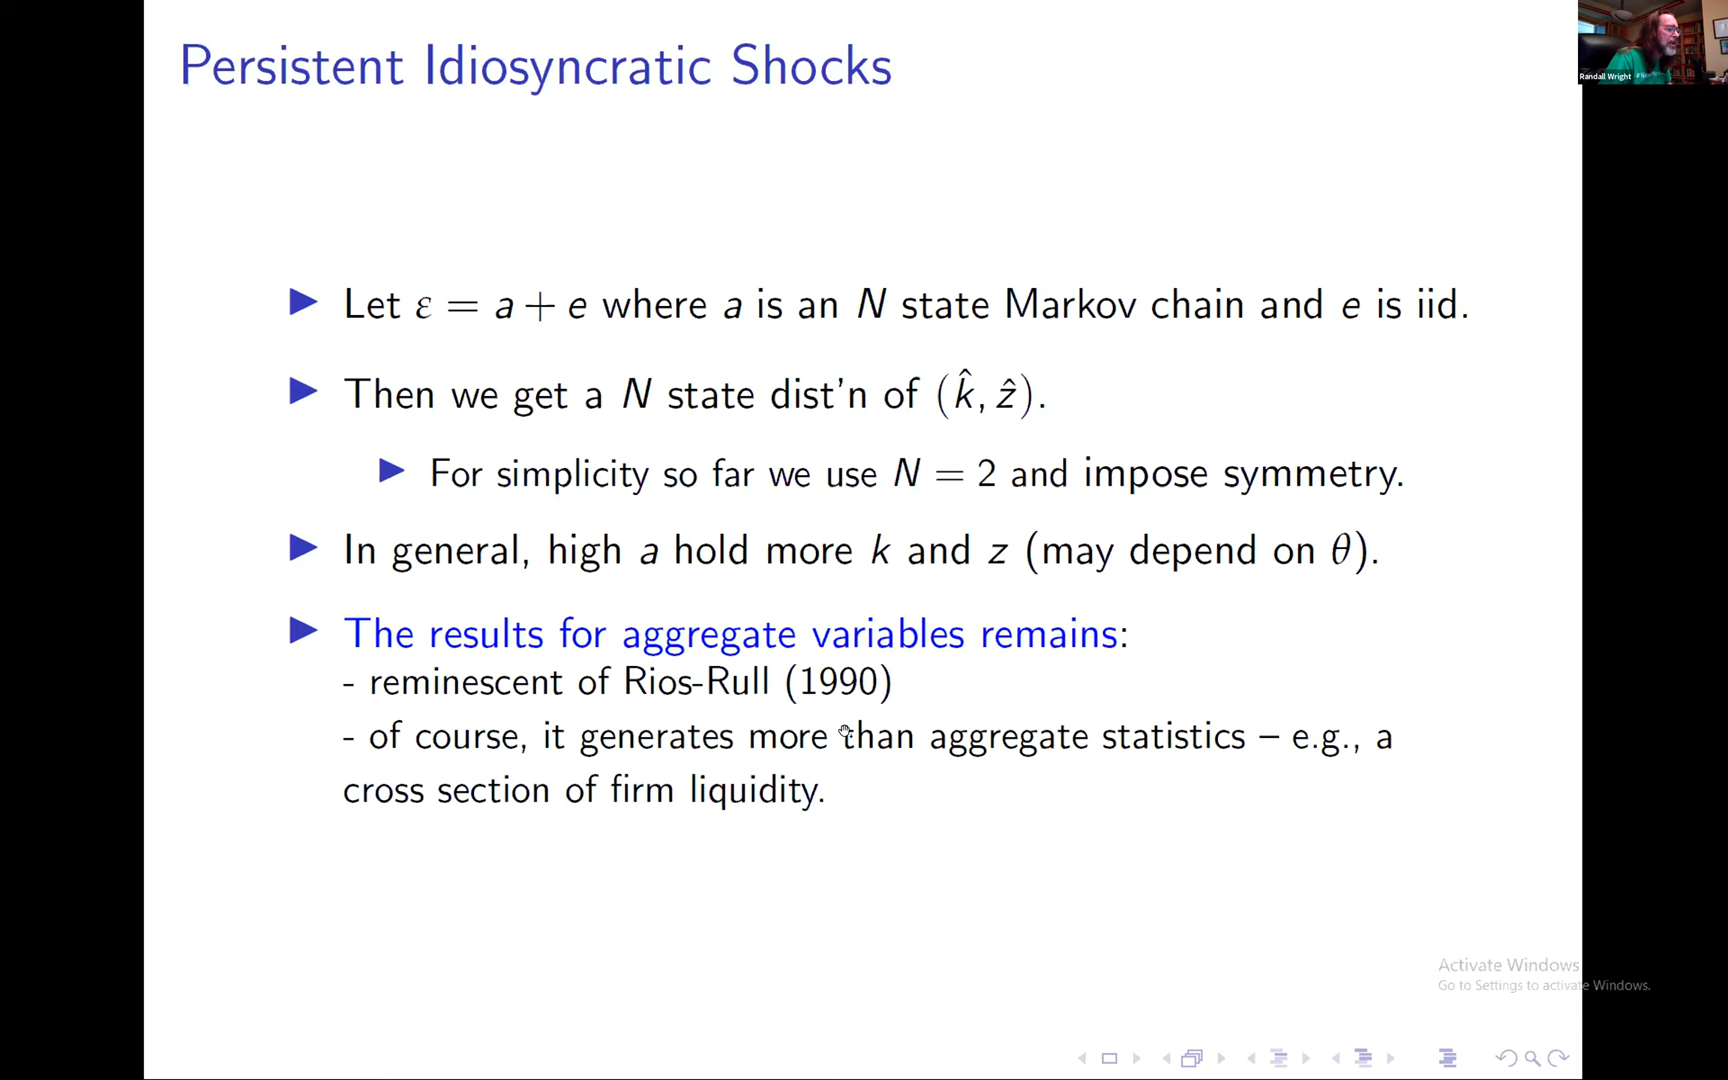 Persistent Idiosyncratic Shocks
Randall Wright
▶ Let ε = a + e where a is an N state Markov chain and e is iid.
▶ Then we get a N state dist'n of (k̂, ẑ).
▶ For simplicity so far we use N = 2 and impose symmetry.
▶ In general, high a hold more k and z (may depend on θ).
▶ The results for aggregate variables remains:
- reminescent of Rios-Rull (1990)
- of course, it generates more than aggregate statistics – e.g., a
cross section of firm liquidity.
Activate Windows
Go to Settings to activate Windows.